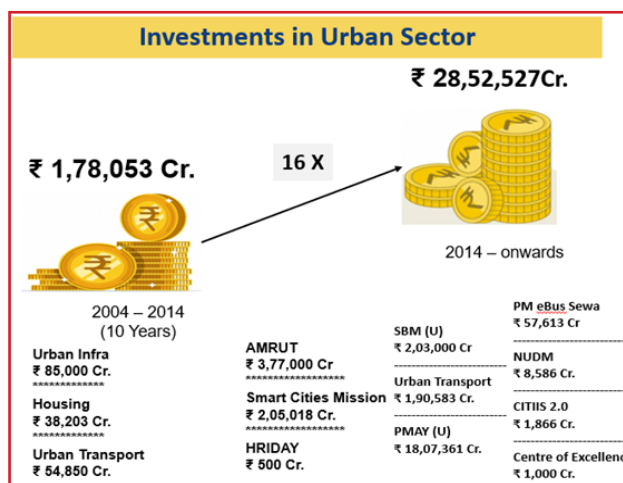 Investments in Urban Sector
₹ 28,52,527Cr.
₹ 1,78,053 Cr.
16 X
2014 – onwards
2004 – 2014
(10 Years)
Urban Infra
₹ 85,000 Cr.
*************
Housing
₹ 38,203 Cr.
*************
Urban Transport
₹ 54,850 Cr.
AMRUT
₹ 3,77,000 Cr
******************
Smart Cities Mission
₹ 2,05,018 Cr.
******************
HRIDAY
₹ 500 Cr.
SBM (U)
₹ 2,03,000 Cr
Urban Transport
₹ 1,90,583 Cr.
PMAY (U)
₹ 18,07,361 Cr.
PM eBus Sewa
₹ 57,613 Cr
NUDM
₹ 8,586 Cr.
CITIIS 2.0
₹ 1,866 Cr.
Centre of Excellenc
₹ 1,000 Cr.